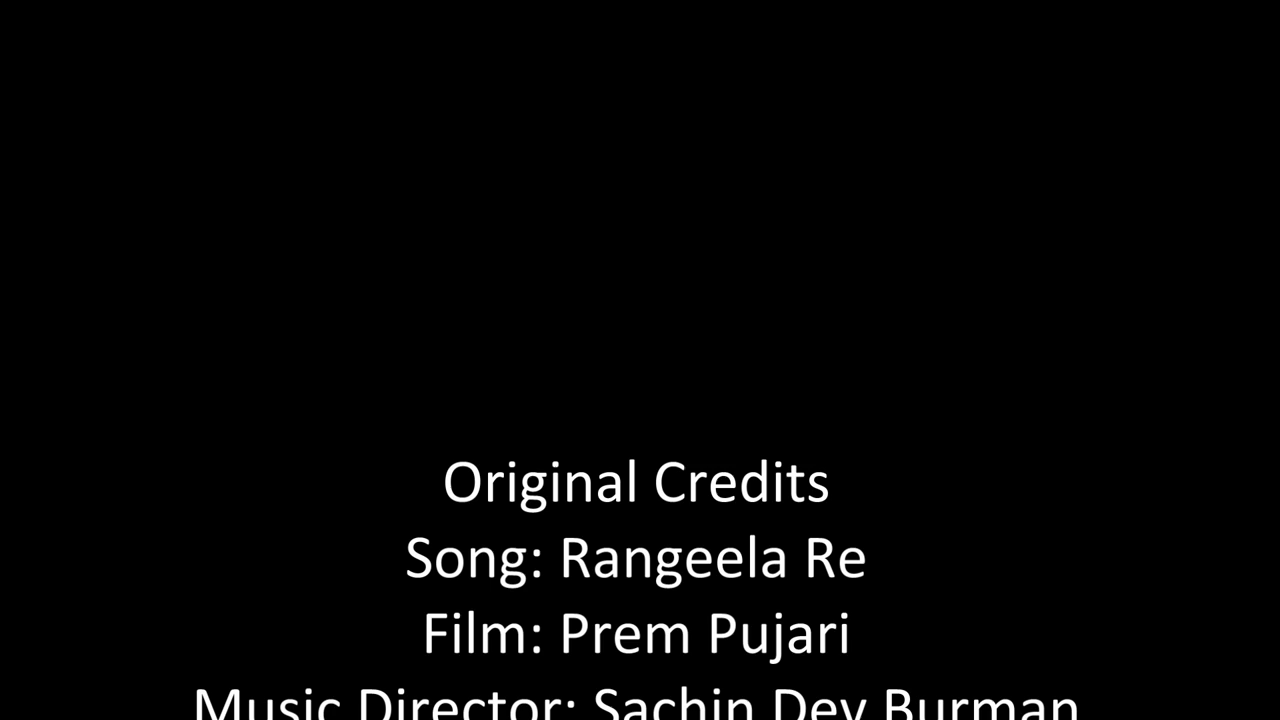 Original Credits
Song: Rangeela Re
Film: Prem Pujari
Music Director: Sachin Dev Burman